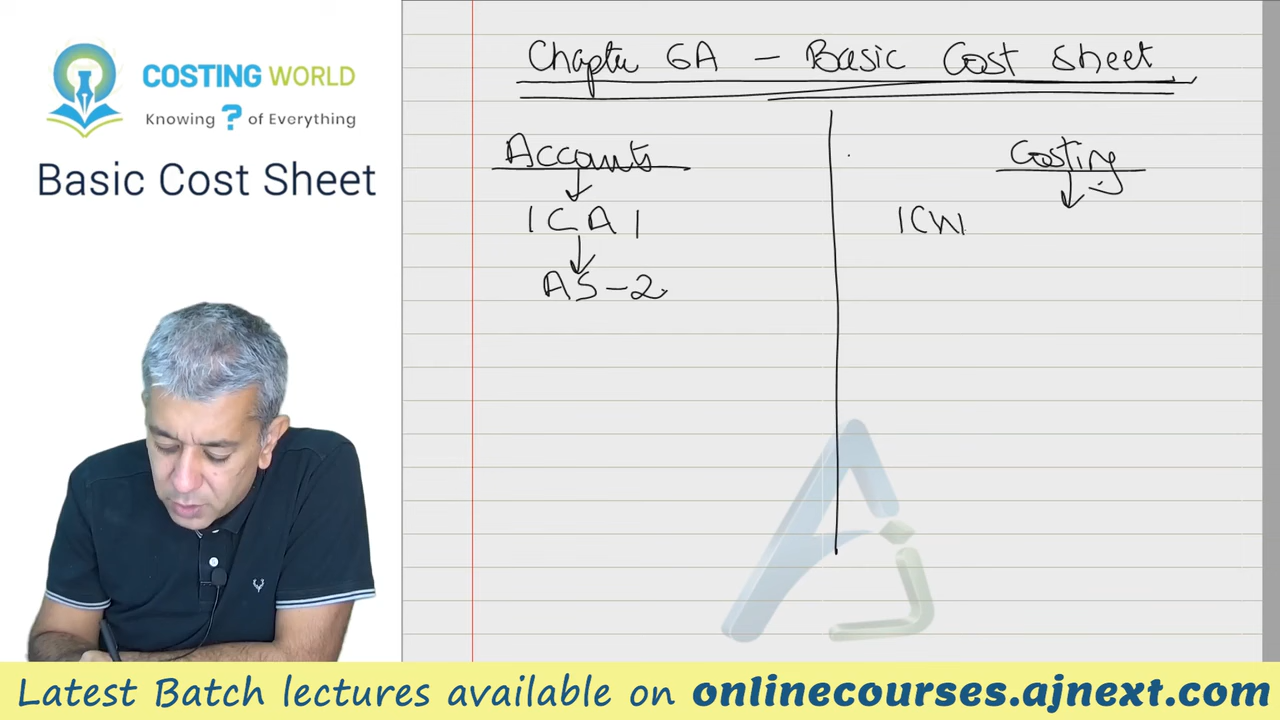 COSTING WORLD
Knowing ? of Everything
Basic Cost Sheet
Chapter 6A - Basic Cost Sheet
Accounts
ICAI
AS-2
Costing
ICW
Latest Batch lectures available on onlinecourses.ajnext.com